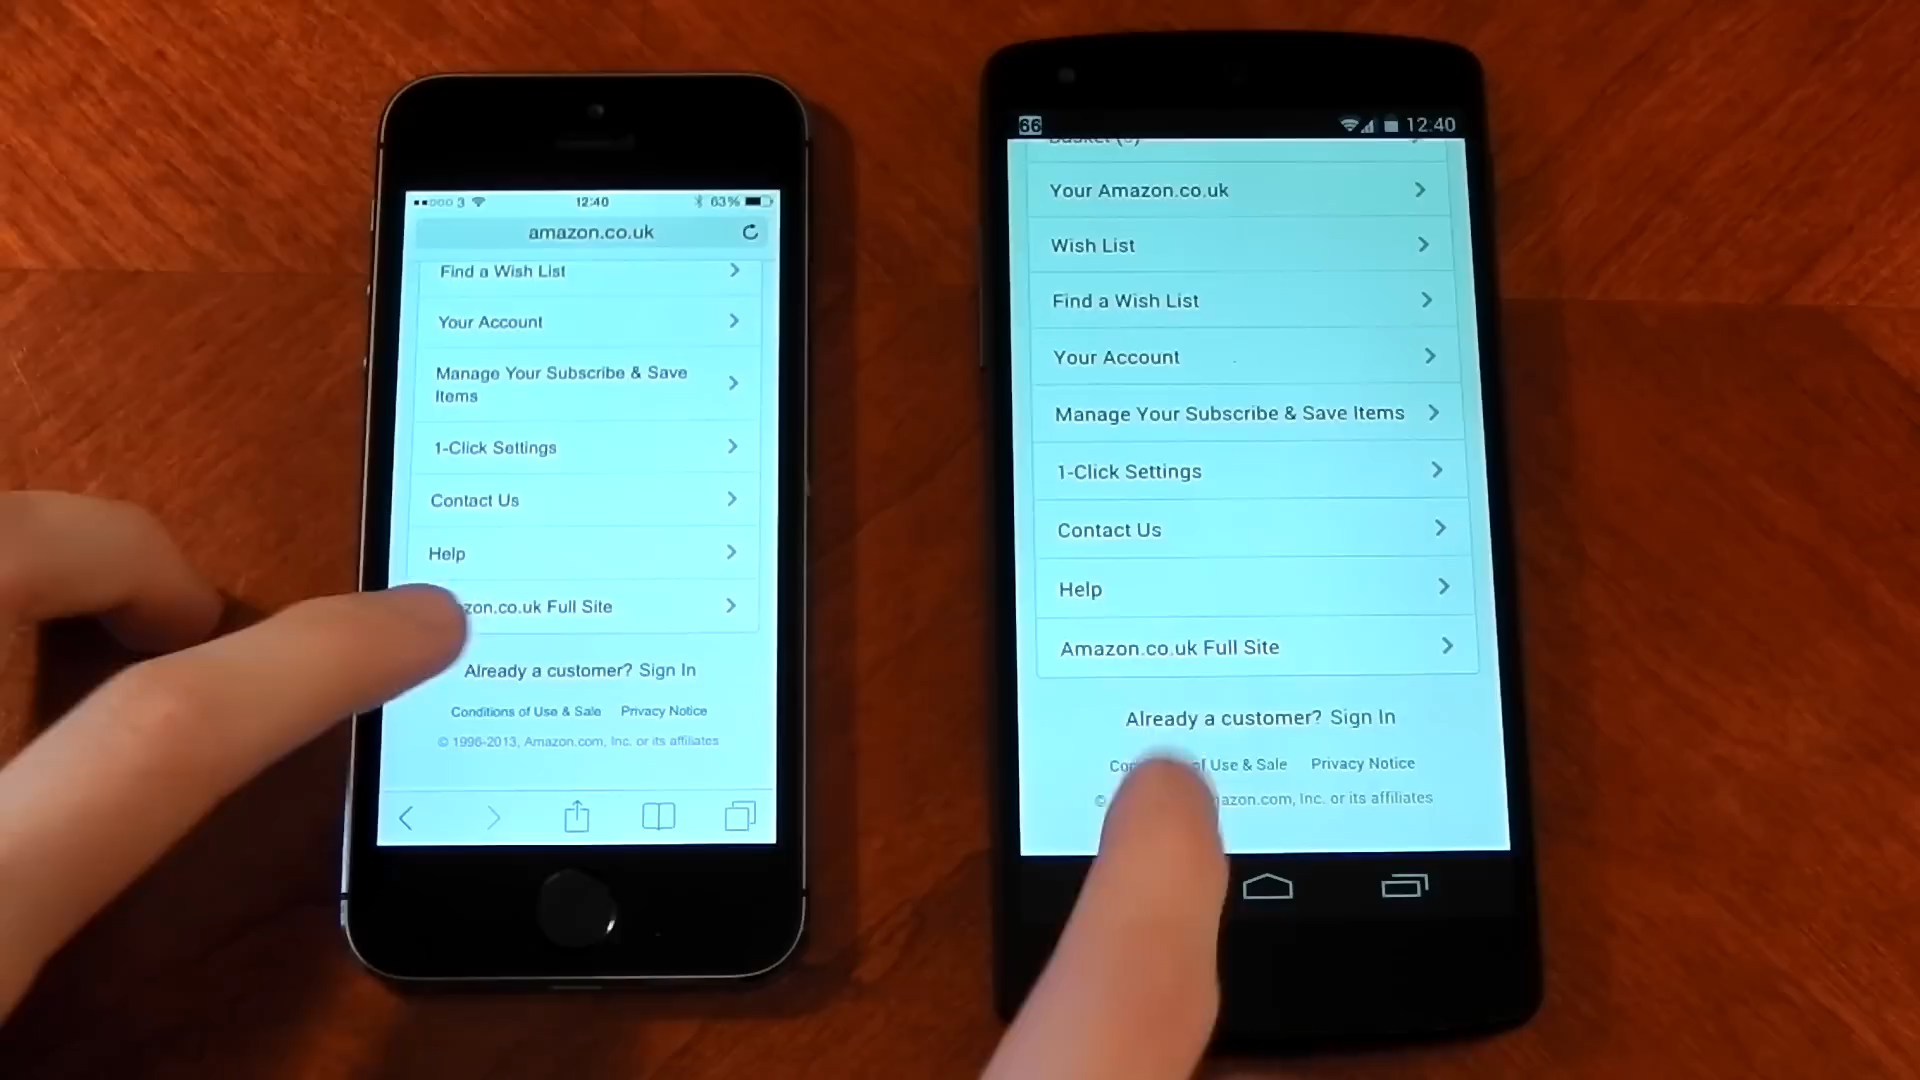 3
12:40
63%
amazon.co.uk
Find a Wish List
Your Account
Manage Your Subscribe & Save
Items
1-Click Settings
Contact Us
Help
zon.co.uk Full Site
Already a customer? Sign In
Conditions of Use & Sale Privacy Notice
© 1996-2013, Amazon.com, Inc. or its affiliates
66
12:40
Your Amazon.co.uk
Wish List
Find a Wish List
Your Account
Manage Your Subscribe & Save Items
1-Click Settings
Contact Us
Help
Amazon.co.uk Full Site
Already a customer? Sign In
Use & Sale Privacy Notice
azon.com, Inc. or its affiliates